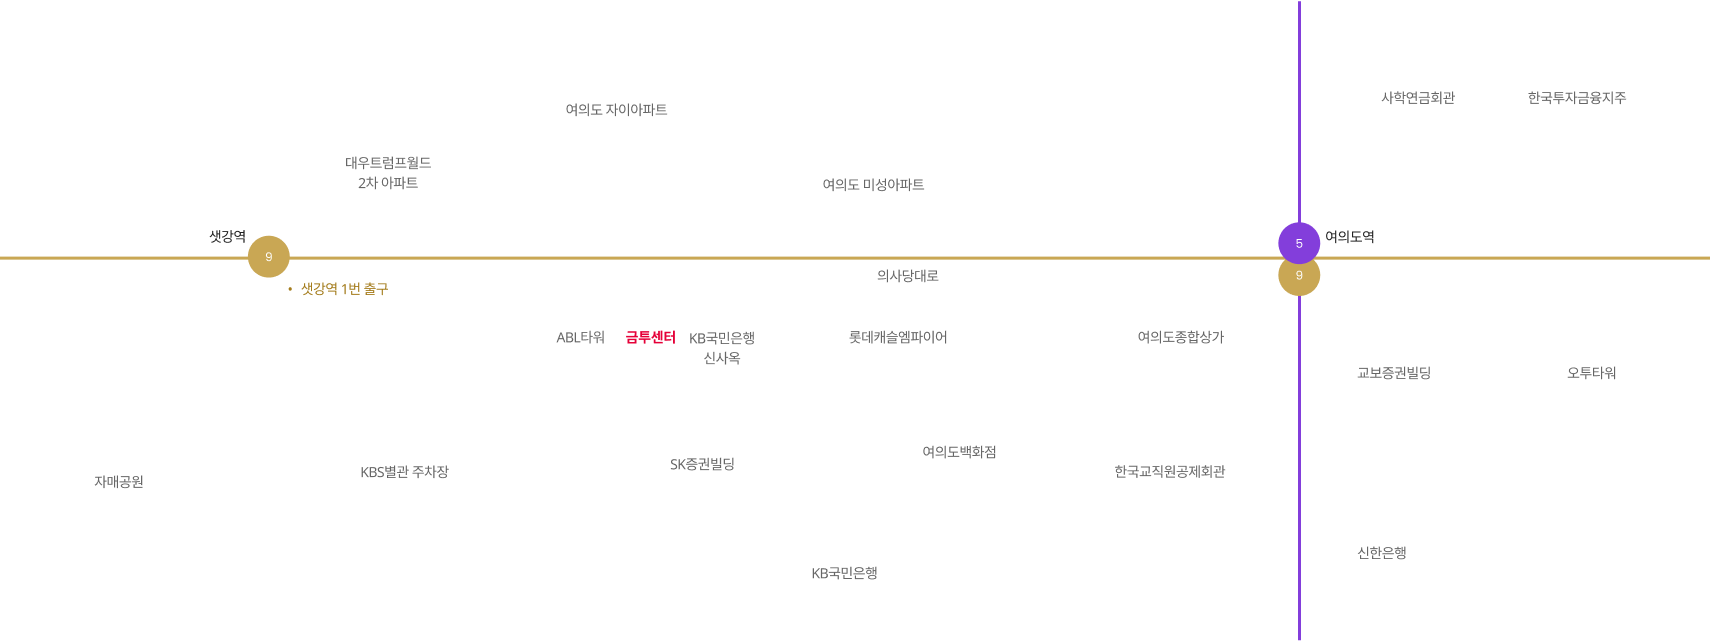 사학연금회관
한국투자금융지주
여의도 자이아파트
대우트럼프월드
2차 아파트
여의도 미성아파트
샛강역
5
여의도역
9
9
의사당대로
• 샛강역 1번 출구
ABL타워
금투센터
KB국민은행
신사옥
롯데캐슬엠파이어
여의도종합상가
교보증권빌딩
오투타워
여의도백화점
SK증권빌딩
KBS별관 주차장
한국교직원공제회관
자매공원
신한은행
KB국민은행